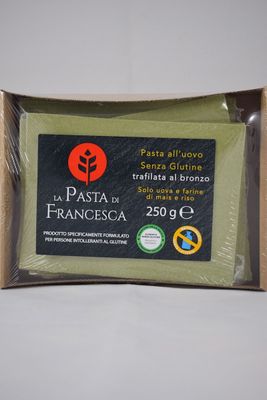 Pasta all'uovo
Senza Glutine
trafilata al bronzo
Solo uova e farine
di mais e riso
250 g e
LA PASTA DI
FRANCESCA
PRODOTTO SPECIFICAMENTE FORMULATO
PER PERSONE INTOLLERANTI AL GLUTINE